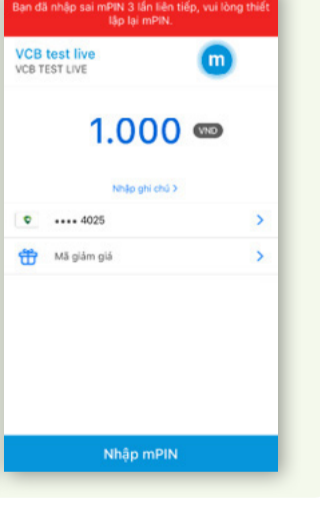 Bạn đã nhập sai mPIN 3 lần liên tiếp, vui lòng thiết
lập lại mPIN.
VCB test live
VCB TEST LIVE
m
1.000 VND
Nhập ghi chú >
•••• 4025 >
Mã giảm giá >
Nhập mPIN